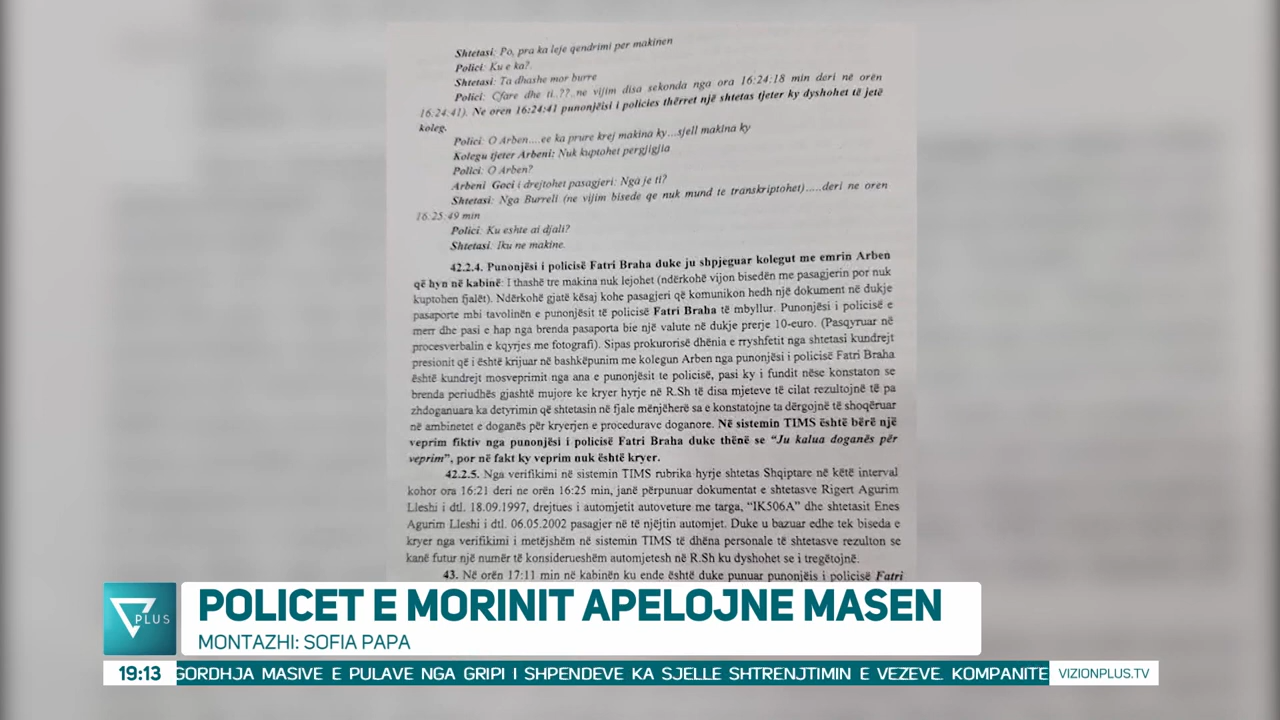 Shtetasi: Po, pra ka leje qendrimi per makinen
Polici: Ku e ka?.
Shtetasi: Ta dhashe mor burre
Polici: Cfare dhe ti..??..ne vijim disa sekonda nga ora 16:24:18 min deri në orën
16:24:41). Ne orën 16:24:41 punonjëisi i policies thërret një shtetas tjeter ky dyshohet të jetë
koleg.
Polici: O Arben....ee ka prure krej makina ky...sjell makina ky
Kolegu tjeter Arbeni: Nuk kuptohet pergjigjia
Polici: O Arben?
Arbeni Goci i drejtohet pasagjeri: Nga je ti?
Shtetasi: Nga Burreli (ne vijim bisede qe nuk mund te transkriptohet).....deri ne oren
16:25:49 min
Polici: Ku eshte ai djali?
Shtetasi: Iku ne makine.
42.2.4. Punonjësi i policisë Fatri Braha duke ju shpjeguar kolegut me emrin Arben
që hyn në kabinë: I thashë tre makina nuk lejohet (ndërkohë vijon bisedën me pasagjerin por nuk
kuptohen fjalët). Ndërkohë gjatë kësaj kohe pasagjeri që komunikon hedh një dokument në dukje
pasaporte mbi tavolinën e punonjësit të policisë Fatri Braha të mbyllur. Punonjësi i policisë e
merr dhe pasi e hap nga brenda pasaporta bie një valute në dukje prerje 10-euro. (Pasqyruar në
procesverbalin e kqyrjes me fotografi). Sipas prokurorisë dhënia e rryshfetit nga shtetasi kundrejt
presionit që i është krijuar në bashkëpunim me kolegun Arben nga punonjësi i policisë Fatri Braha
është kundrejt mosveprimit nga ana e punonjësit te policisë, pasi ky i fundit nëse konstaton se
brenda periudhës gjashtë mujore ke kryer hyrje në R.Sh të disa mjeteve të cilat rezultojnë të pa
zhdoganuara ka detyrimin që shtetasin në fjale mënjëherë sa e konstatojne ta dërgojnë të shoqëruar
në ambinetet e doganës për kryerjen e procedurave doganore. Në sistemin TIMS është bërë një
veprim fiktiv nga punonjësi i policisë Fatri Braha duke thënë se “Ju kalua doganës për
veprim”, por në fakt ky veprim nuk është kryer.
42.2.5. Nga verifikimi në sistemin TIMS rubrika hyrje shtetas Shqiptare në këtë interval
kohor ora 16:21 deri ne orën 16:25 min, janë përpunuar dokumentat e shtetasve Rigert Agurim
Lleshi i dtl. 18.09.1997, drejtues i automjetit autoveture me targa, “IK506A” dhe shtetasit Enes
Agurim Lleshi i dtl. 06.05.2002 pasagjer në të njëjtin automjet. Duke u bazuar edhe tek biseda e
kryer nga verifikimi i metëjshëm në sistemin TIMS të dhëna personale të shtetasve rezulton se
kanë futur një numër të konsiderueshëm automjetesh në R.Sh ku dyshohet se i tregëtojnë.
43. Në orën 17:11 min në kabinën ku ende është duke punuar punonjëis i policisë Fatri
PLUS
POLICET E MORINIT APELOJNE MASEN
MONTAZHI: SOFIA PAPA
19:13 GORDHJA MASIVE E PULAVE NGA GRIPI I SHPENDEVE KA SJELLE SHTRENJTIMIN E VEZEVE. KOMPANITE VIZIONPLUS.TV